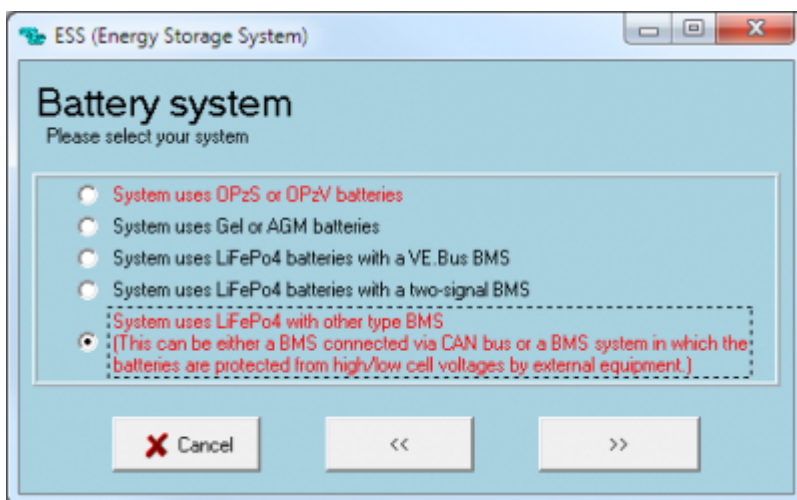 ESS (Energy Storage System)
Battery system
Please select your system
System uses OPzS or OPzV batteries
System uses Gel or AGM batteries
System uses LiFePo4 batteries with a VE.Bus BMS
System uses LiFePo4 batteries with a two-signal BMS
System uses LiFePo4 with other type BMS
(This can be either a BMS connected via CAN bus or a BMS system in which the
batteries are protected from high/low cell voltages by external equipment.)
Cancel << >>